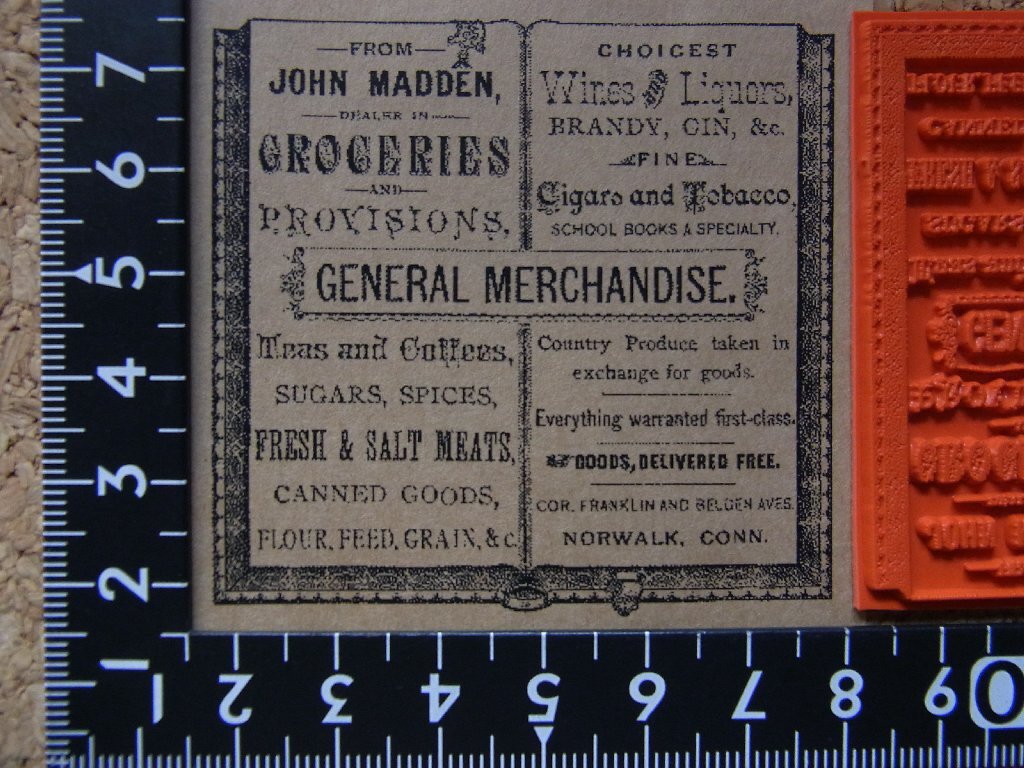 FROM
JOHN MADDEN,
DEALER IN
GROCERIES
AND
PROVISIONS,
CHOICEST
Wines & Liquors,
BRANDY, GIN, &c.
FINE
Cigars and Tobacco,
SCHOOL BOOKS A SPECIALTY.
GENERAL MERCHANDISE.
Teas and Coffees,
SUGARS, SPICES,
FRESH & SALT MEATS,
CANNED GOODS,
FLOUR, FEED, GRAIN, &c.
Country Produce taken in
exchange for goods.
Everything warranted first-class.
GOODS, DELIVERED FREE.
COR. FRANKLIN AND BELDEN AVES.
NORWALK, CONN.
7
6
5
4
3
2
1
1 2 3 4 5 6 7 8 9 0